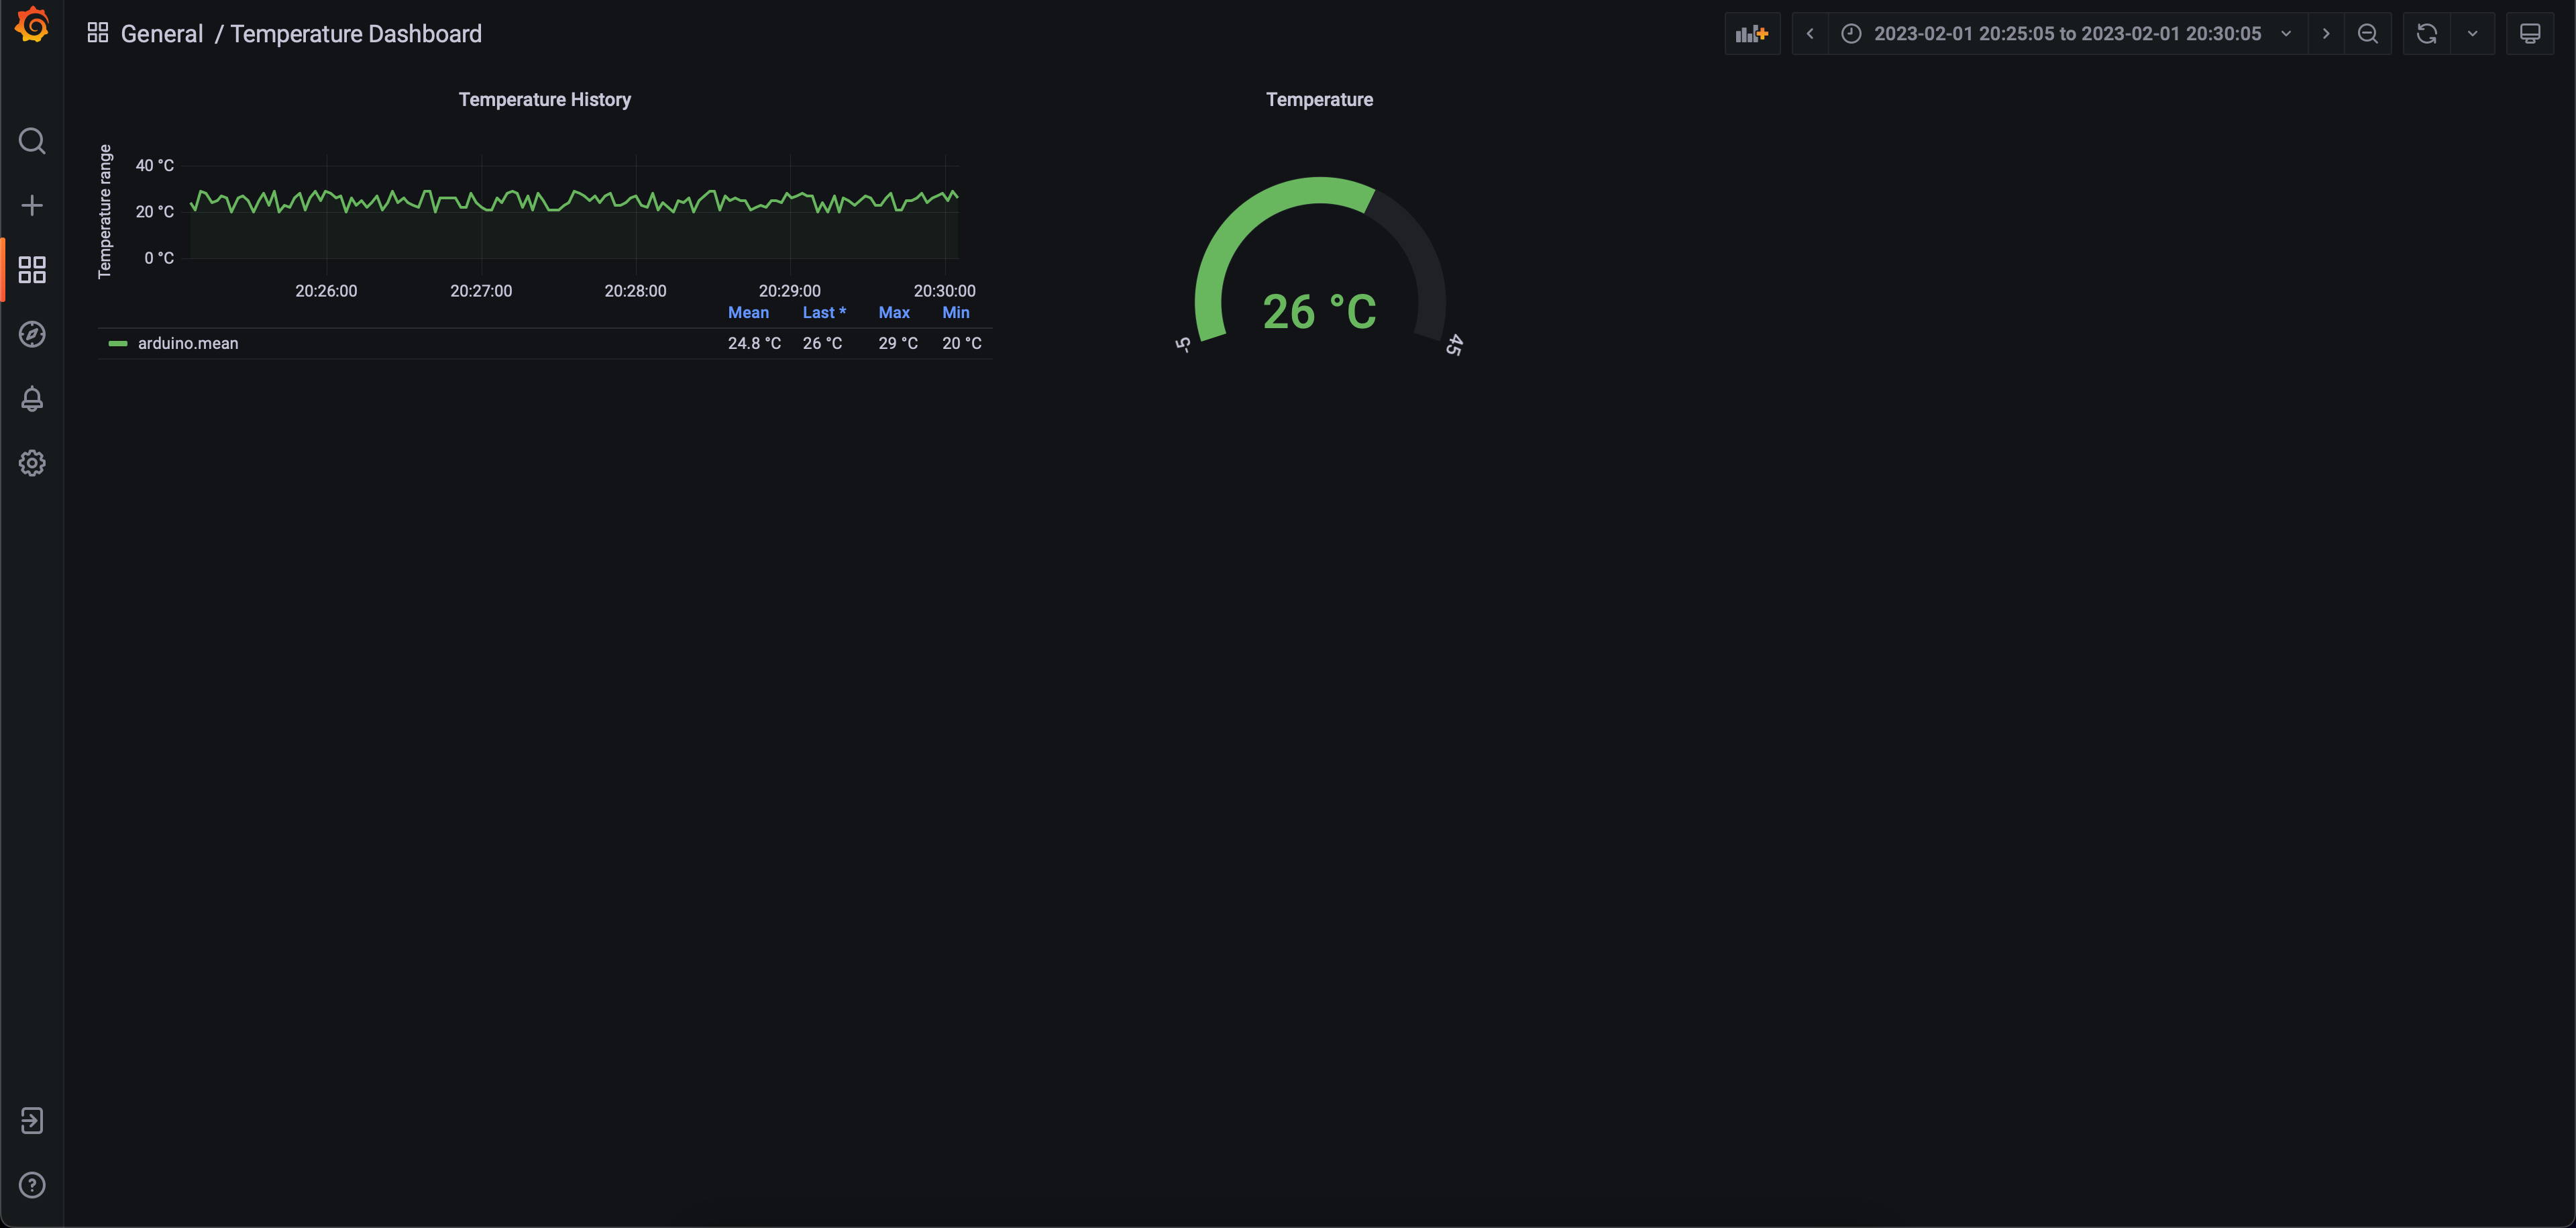 General / Temperature Dashboard
2023-02-01 20:25:05 to 2023-02-01 20:30:05
Temperature History
Temperature range
40 °C
20 °C
0 °C
20:26:00 20:27:00 20:28:00 20:29:00 20:30:00
Mean Last * Max Min
arduino.mean 24.8 °C 26 °C 29 °C 20 °C
Temperature
26 °C
-5
45